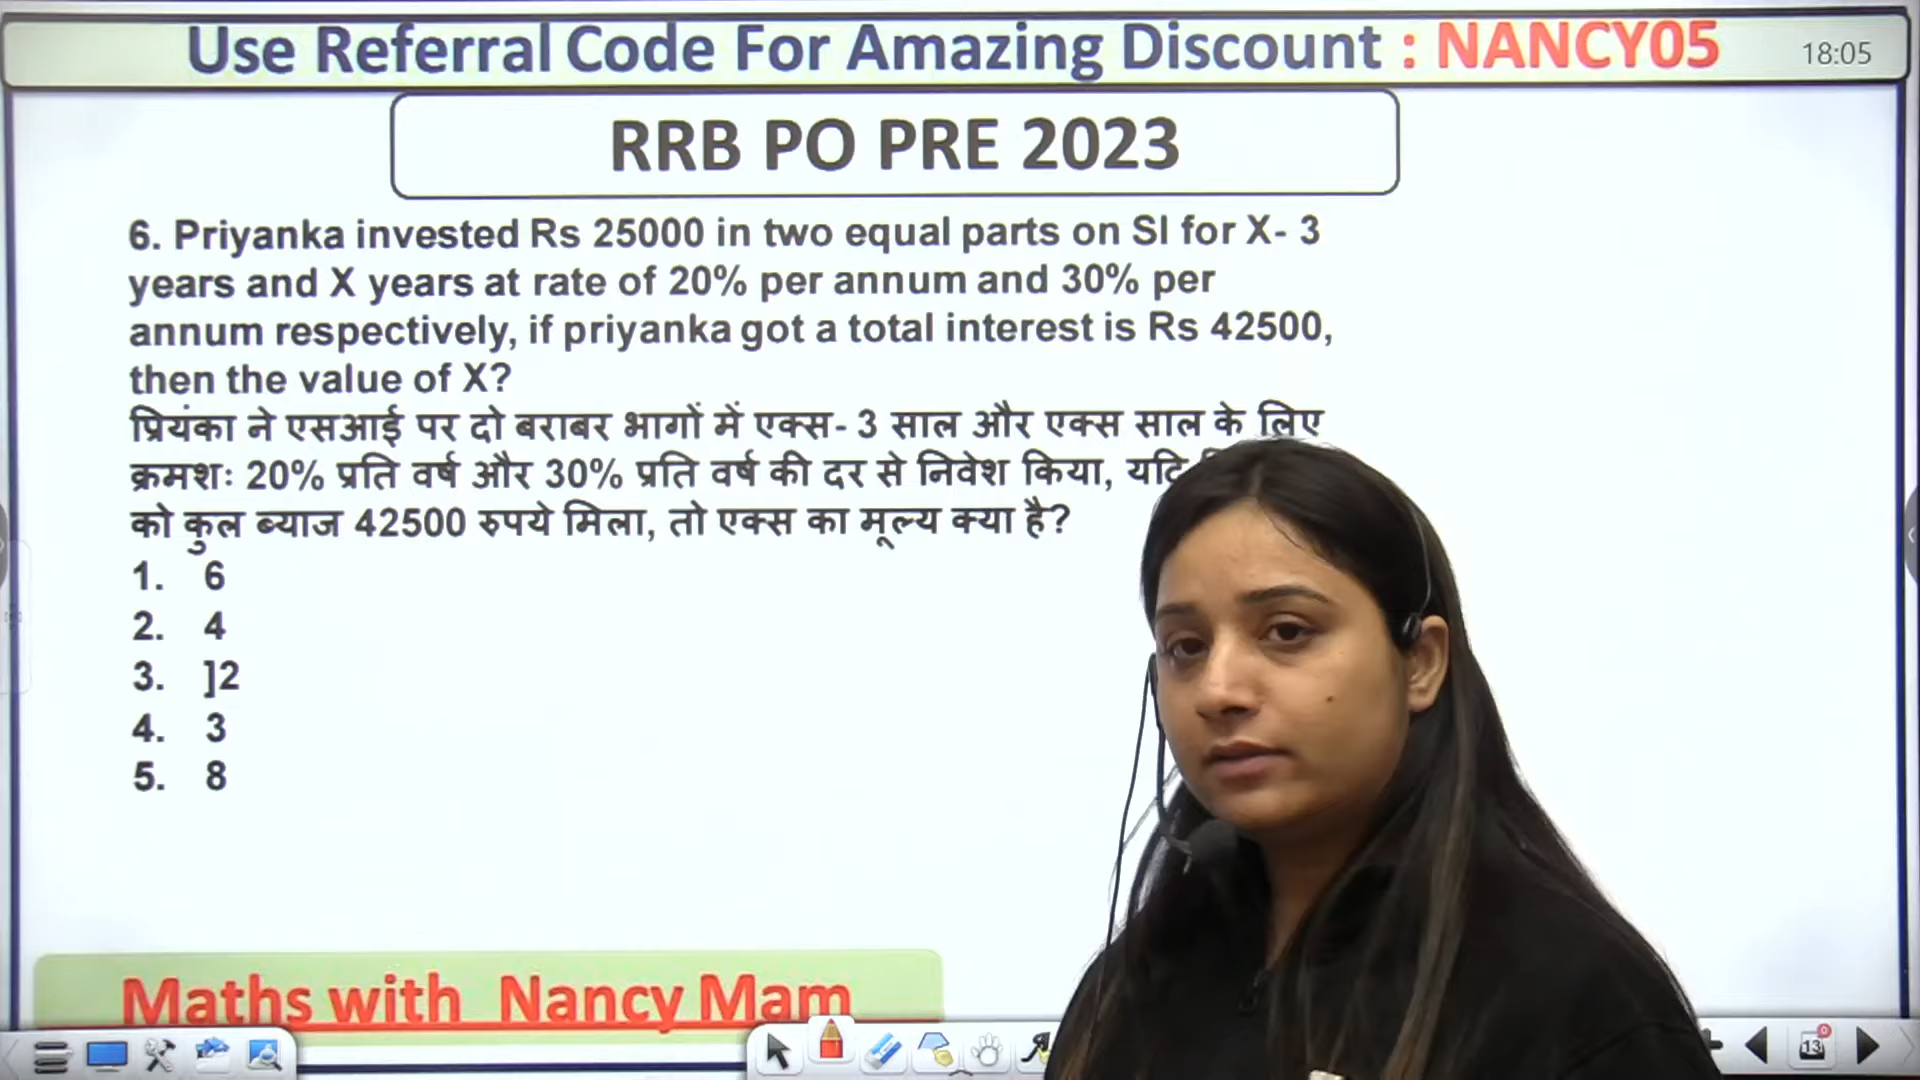 Use Referral Code For Amazing Discount : NANCY05
18:05
RRB PO PRE 2023
6. Priyanka invested Rs 25000 in two equal parts on SI for X- 3
years and X years at rate of 20% per annum and 30% per
annum respectively, if priyanka got a total interest is Rs 42500,
then the value of X?
प्रियंका ने एसआई पर दो बराबर भागों में एक्स- 3 साल और एक्स साल के लिए
क्रमशः 20% प्रति वर्ष और 30% प्रति वर्ष की दर से निवेश किया, यदि
को कुल ब्याज 42500 रुपये मिला, तो एक्स का मूल्य क्या है?
1. 6
2. 4
3. ]2
4. 3
5. 8
Maths with Nancy Mam
13
0